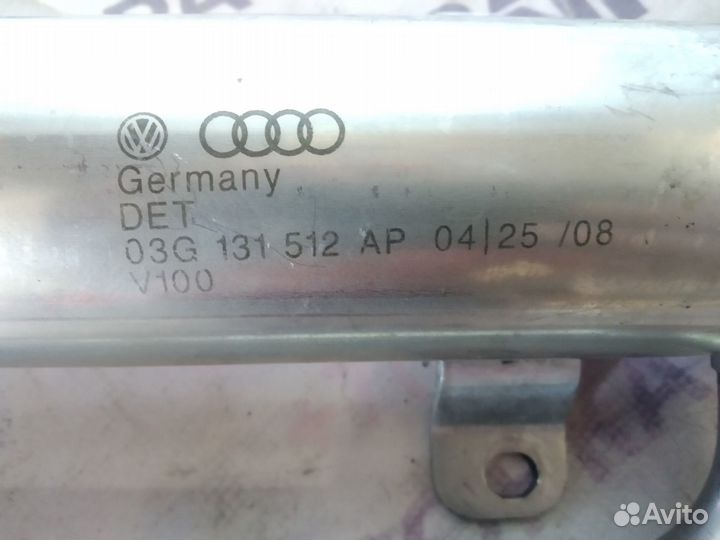 Germany
DET
03G 131 512 AP 04|25 /08
V100
Avito